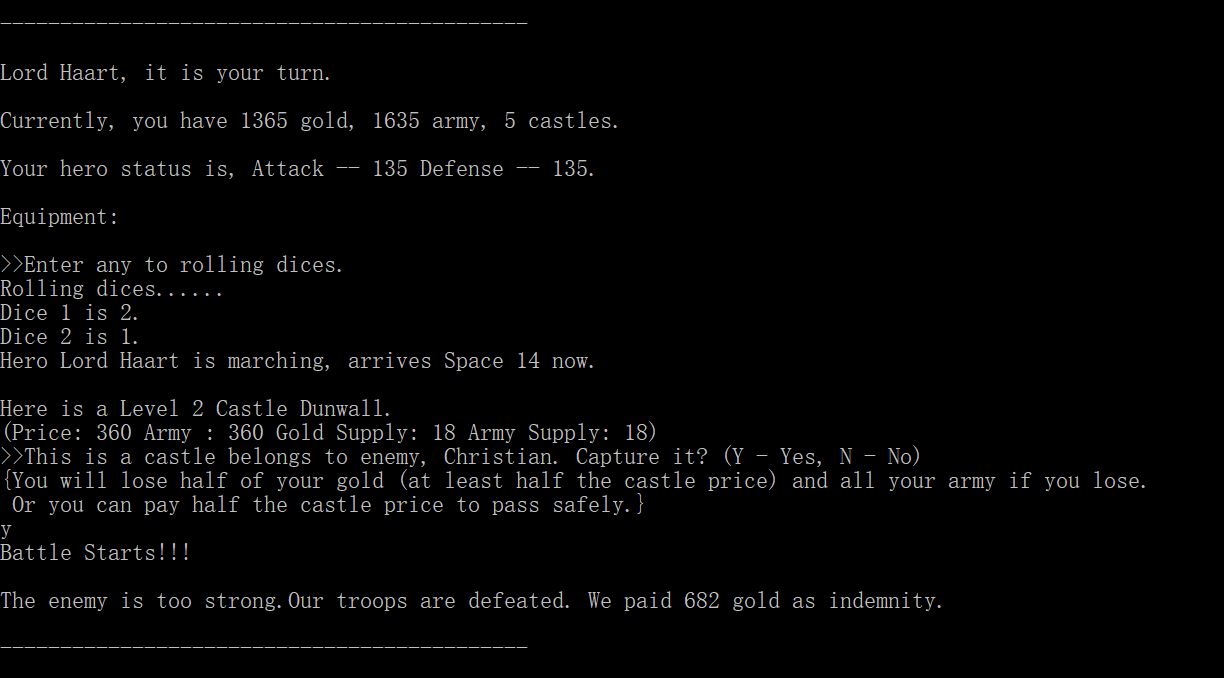 --------------------------------------------
Lord Haart, it is your turn.
Currently, you have 1365 gold, 1635 army, 5 castles.
Your hero status is, Attack -- 135 Defense -- 135.
Equipment:
>>Enter any to rolling dices.
Rolling dices......
Dice 1 is 2.
Dice 2 is 1.
Hero Lord Haart is marching, arrives Space 14 now.
Here is a Level 2 Castle Dunwall.
(Price: 360 Army : 360 Gold Supply: 18 Army Supply: 18)
>>This is a castle belongs to enemy, Christian. Capture it? (Y - Yes, N - No)
{You will lose half of your gold (at least half the castle price) and all your army if you lose.
 Or you can pay half the castle price to pass safely.}
y
Battle Starts!!!
The enemy is too strong.Our troops are defeated. We paid 682 gold as indemnity.
--------------------------------------------